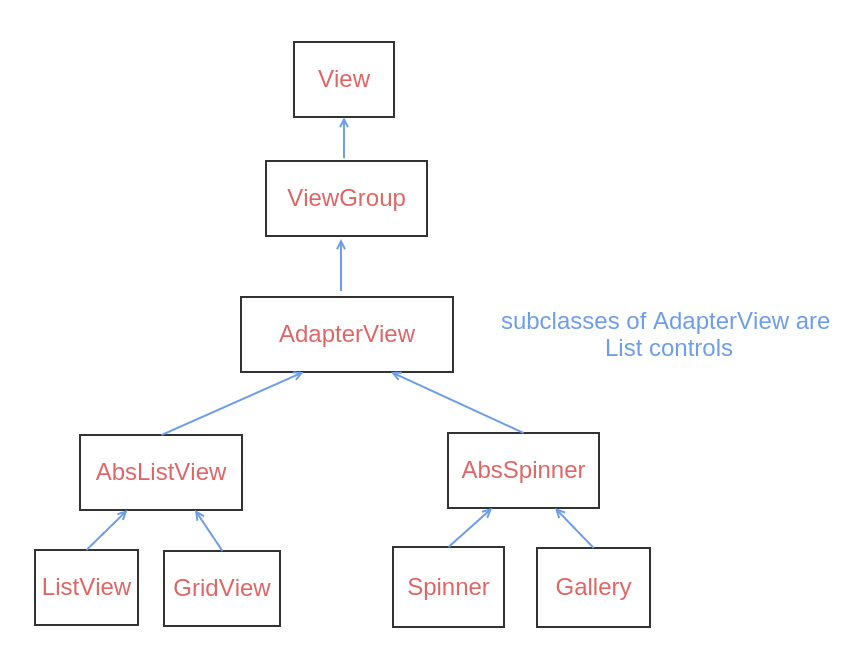 View
ViewGroup
AdapterView
subclasses of AdapterView are
List controls
AbsListView
AbsSpinner
ListView
GridView
Spinner
Gallery